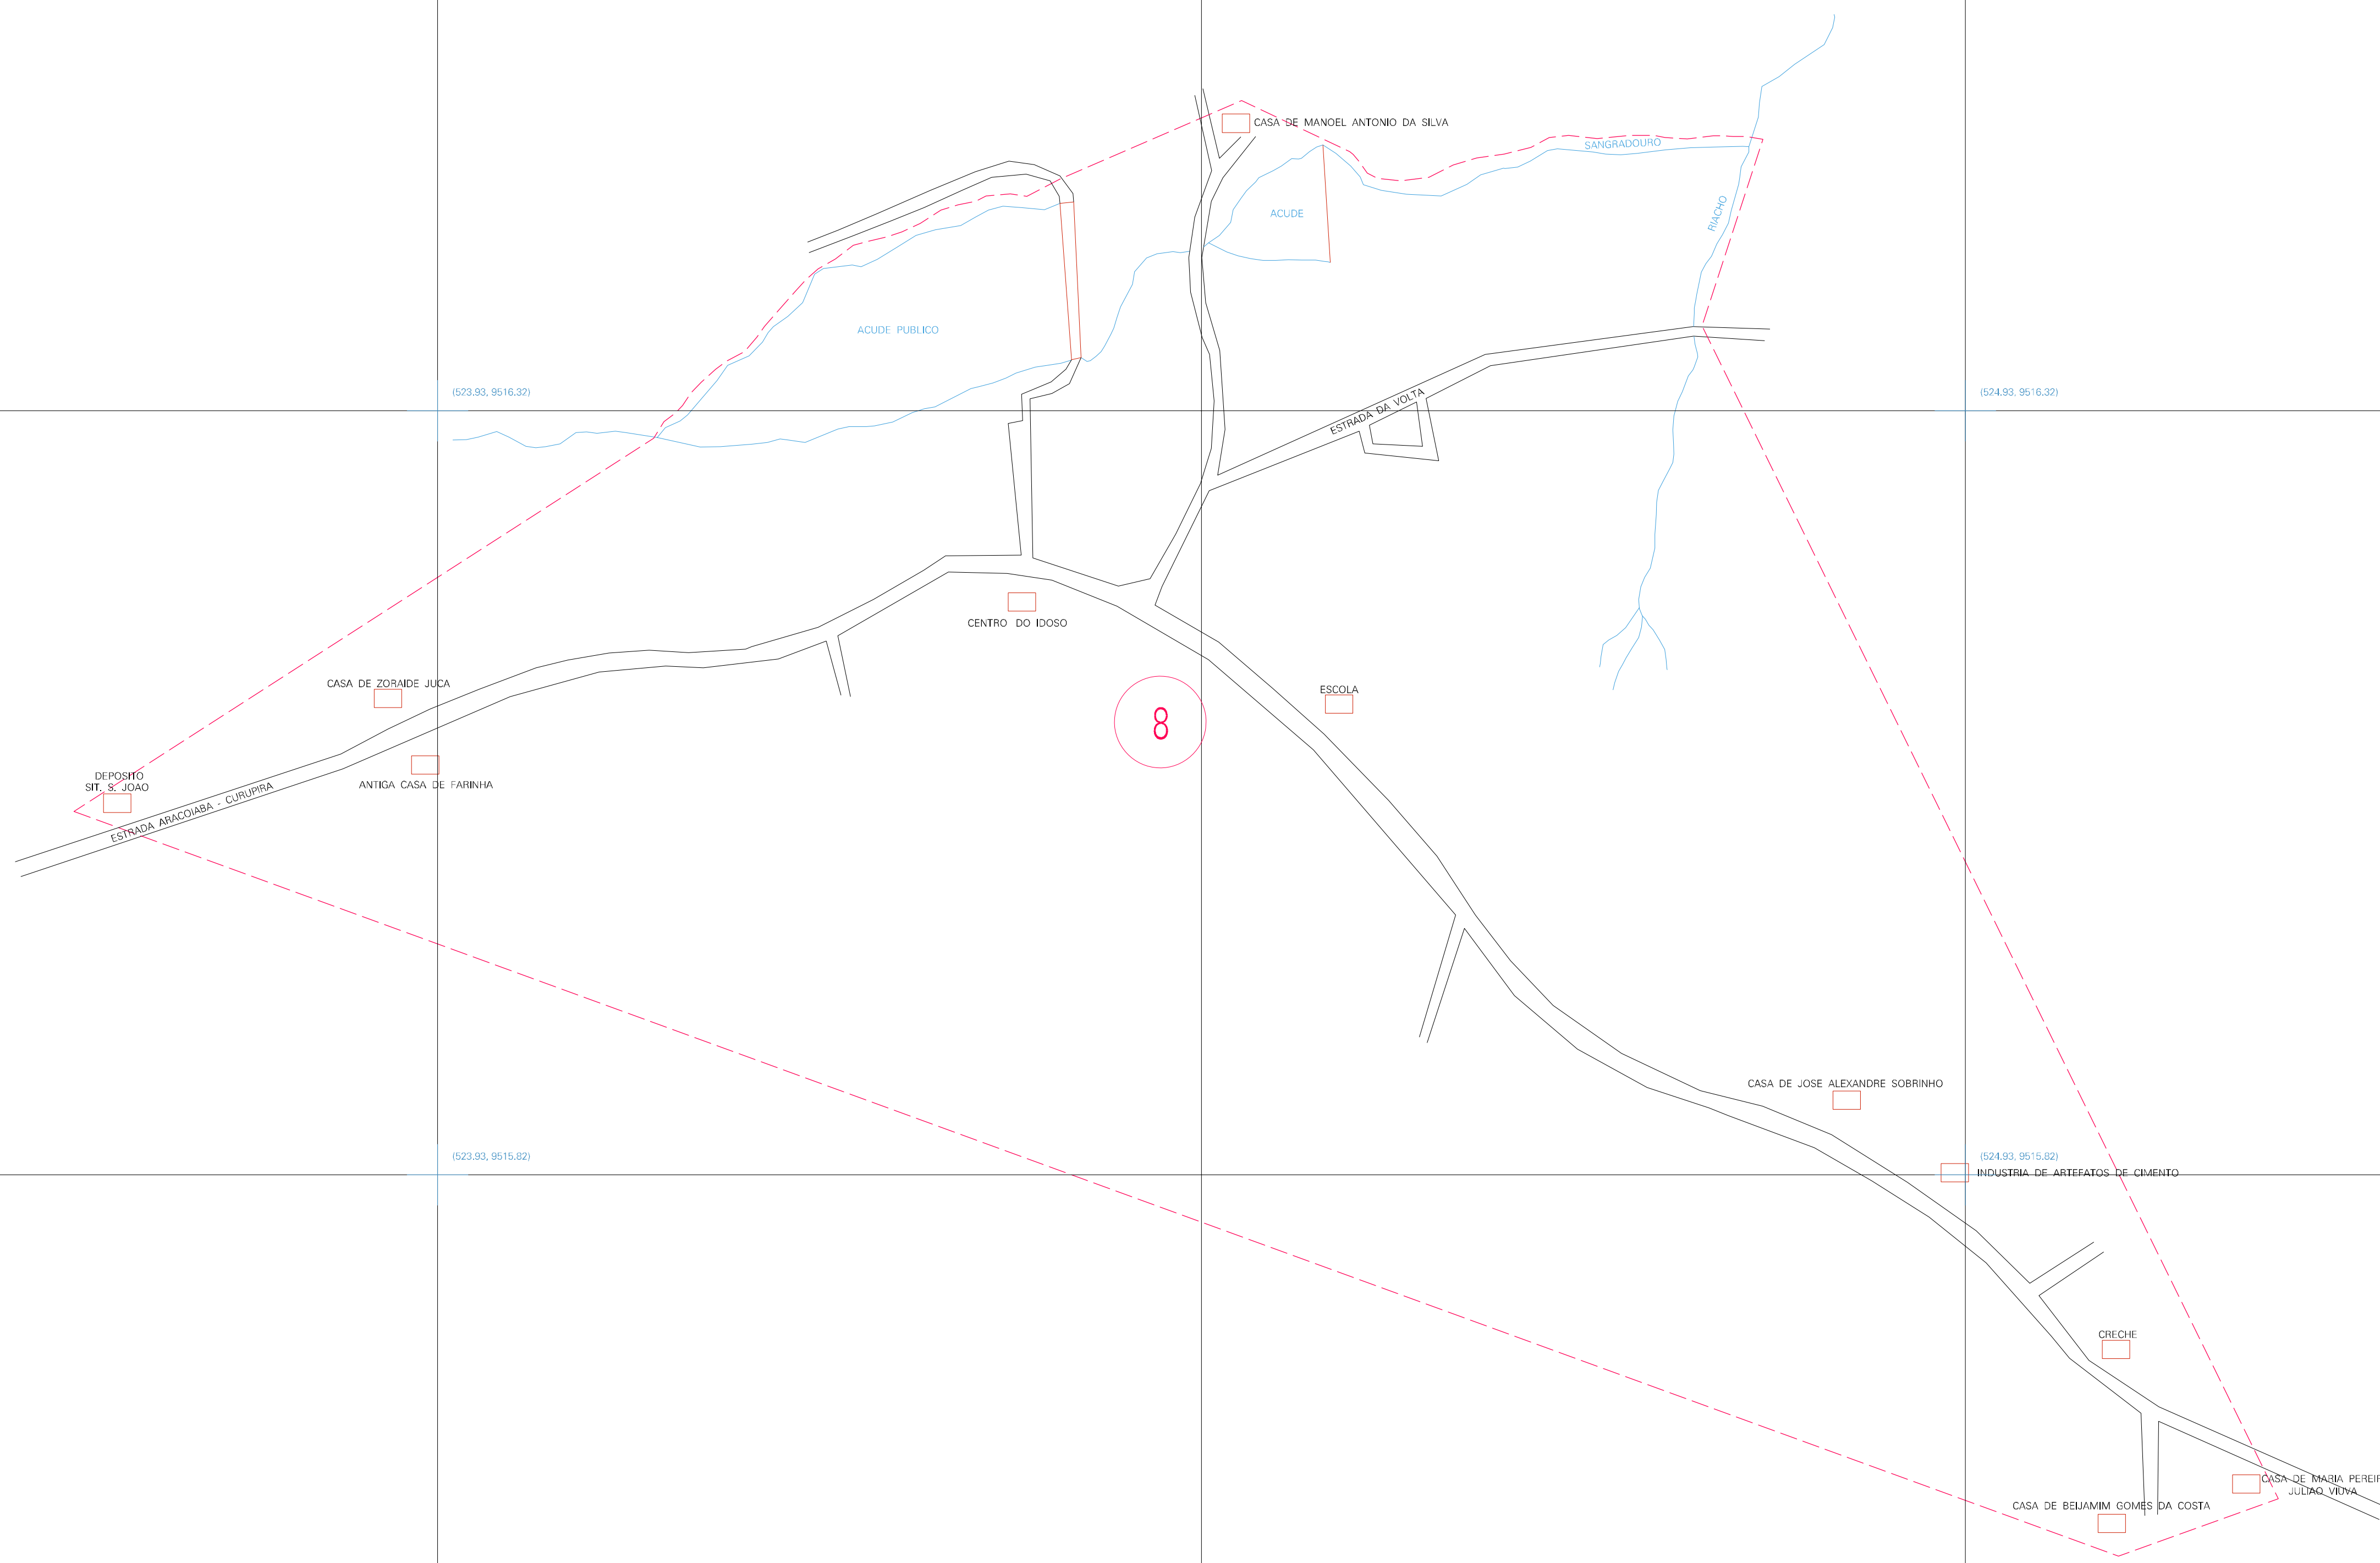 CASA DE MANOEL ANTONIO DA SILVA
SANGRADOURO
ACUDE
RIACHO
ACUDE PUBLICO
(523.93, 9516.32)
(524.93, 9516.32)
ESTRADA DA VOLTA
CENTRO DO IDOSO
CASA DE ZORAIDE JUCA
ESCOLA
8
DEPOSITO
SIT. S. JOAO
ANTIGA CASA DE FARINHA
ESTRADA ARACOIABA - CURUPIRA
CASA DE JOSE ALEXANDRE SOBRINHO
(523.93, 9515.82)
(524.93, 9515.82)
INDUSTRIA DE ARTEFATOS DE CIMENTO
CRECHE
CASA DE MARIA
JULIAO VIUVA
CASA DE BEIJAMIM GOMES DA COSTA